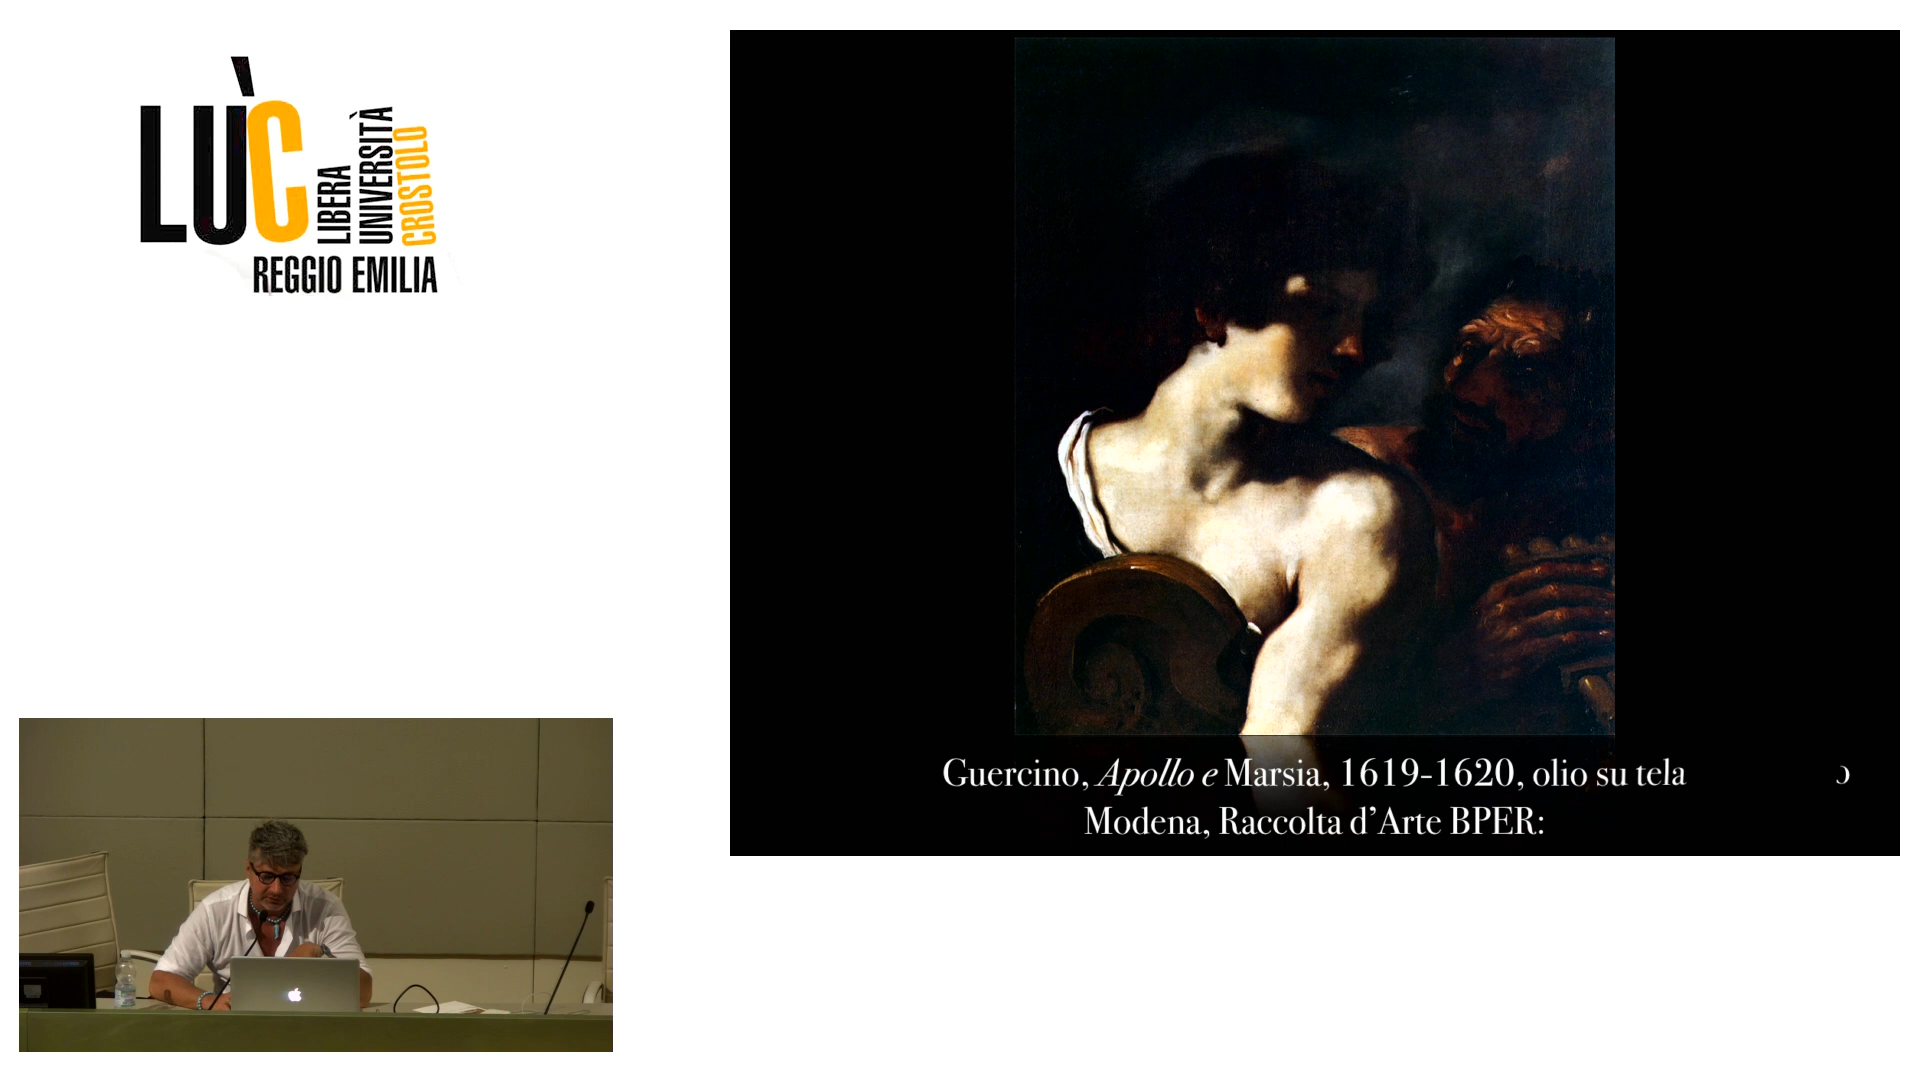 LÙC
LIBERA
UNIVERSITÀ
CROSTOLO
REGGIO EMILIA
Guercino, Apollo e Marsia, 1619-1620, olio su tela
Modena, Raccolta d’Arte BPER: